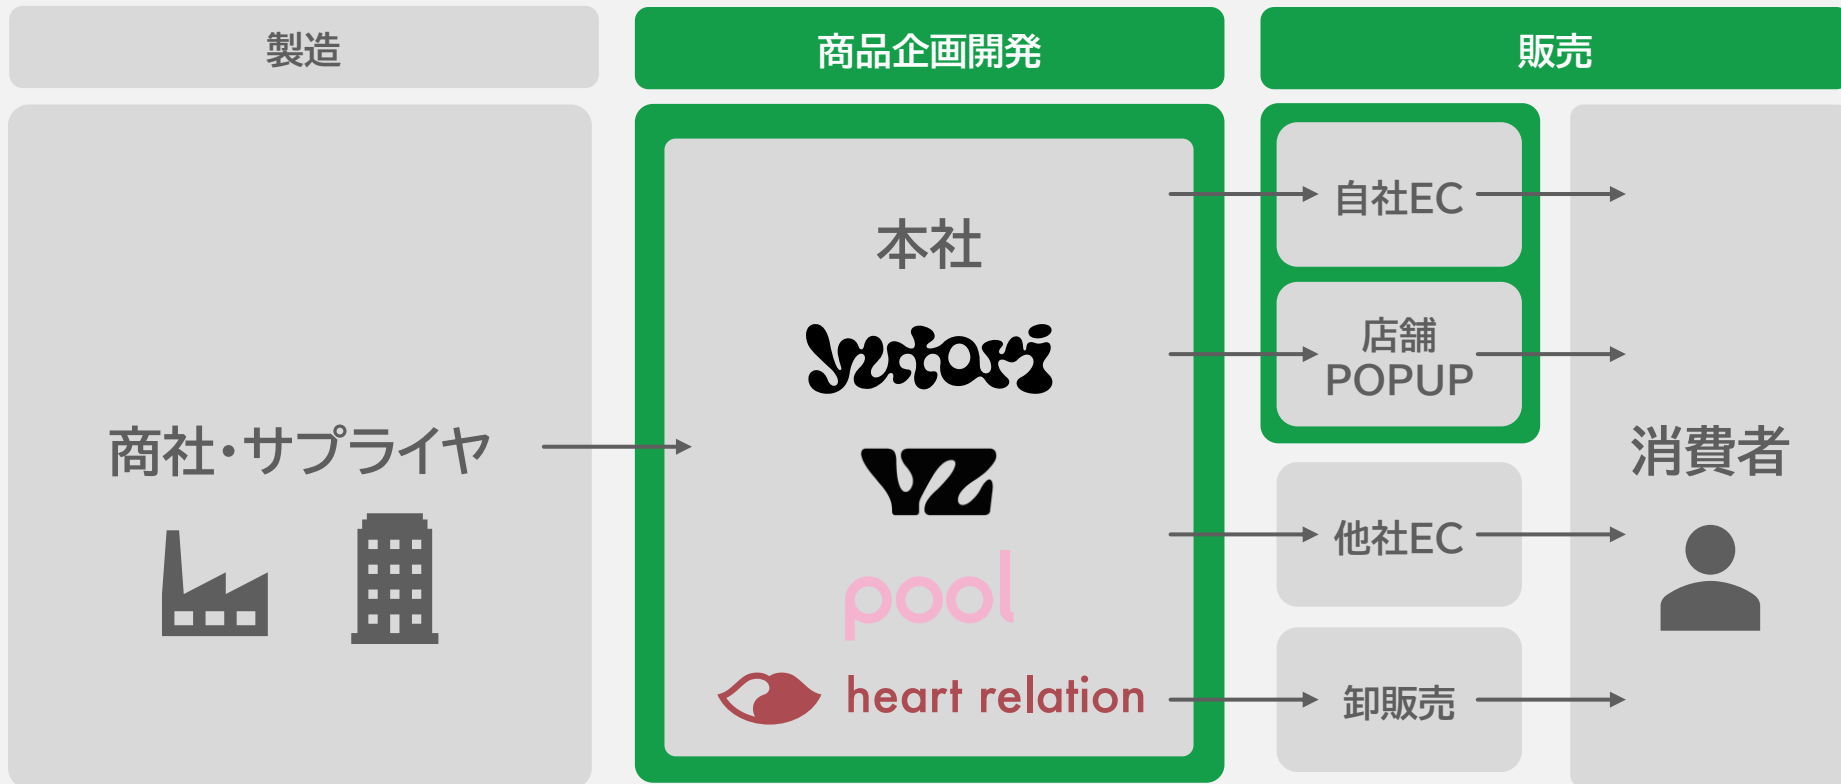 製造
商品企画開発
販売
商社・サプライヤ
本社
yutori
VZ
pool
heart relation
自社EC
店舗
POPUP
他社EC
卸販売
消費者